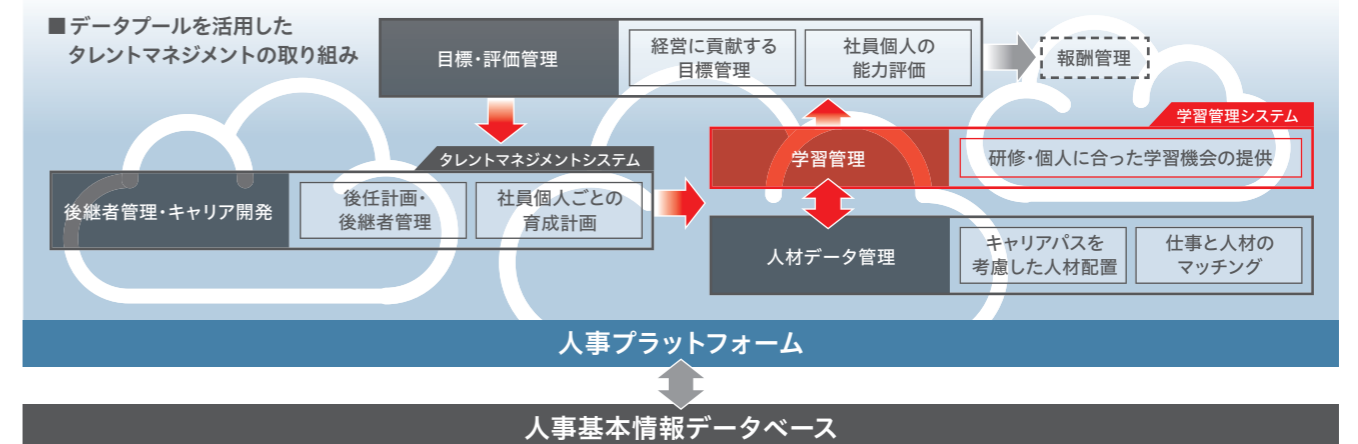 ■データプールを活用した
タレントマネジメントの取り組み
目標・評価管理
経営に貢献する
目標管理
社員個人の
能力評価
報酬管理
学習管理システム
学習管理
研修・個人に合った学習機会の提供
タレントマネジメントシステム
後継者管理・キャリア開発
後任計画・
後継者管理
社員個人ごとの
育成計画
人材データ管理
キャリアパスを
考慮した人材配置
仕事と人材の
マッチング
人事プラットフォーム
人事基本情報データベース